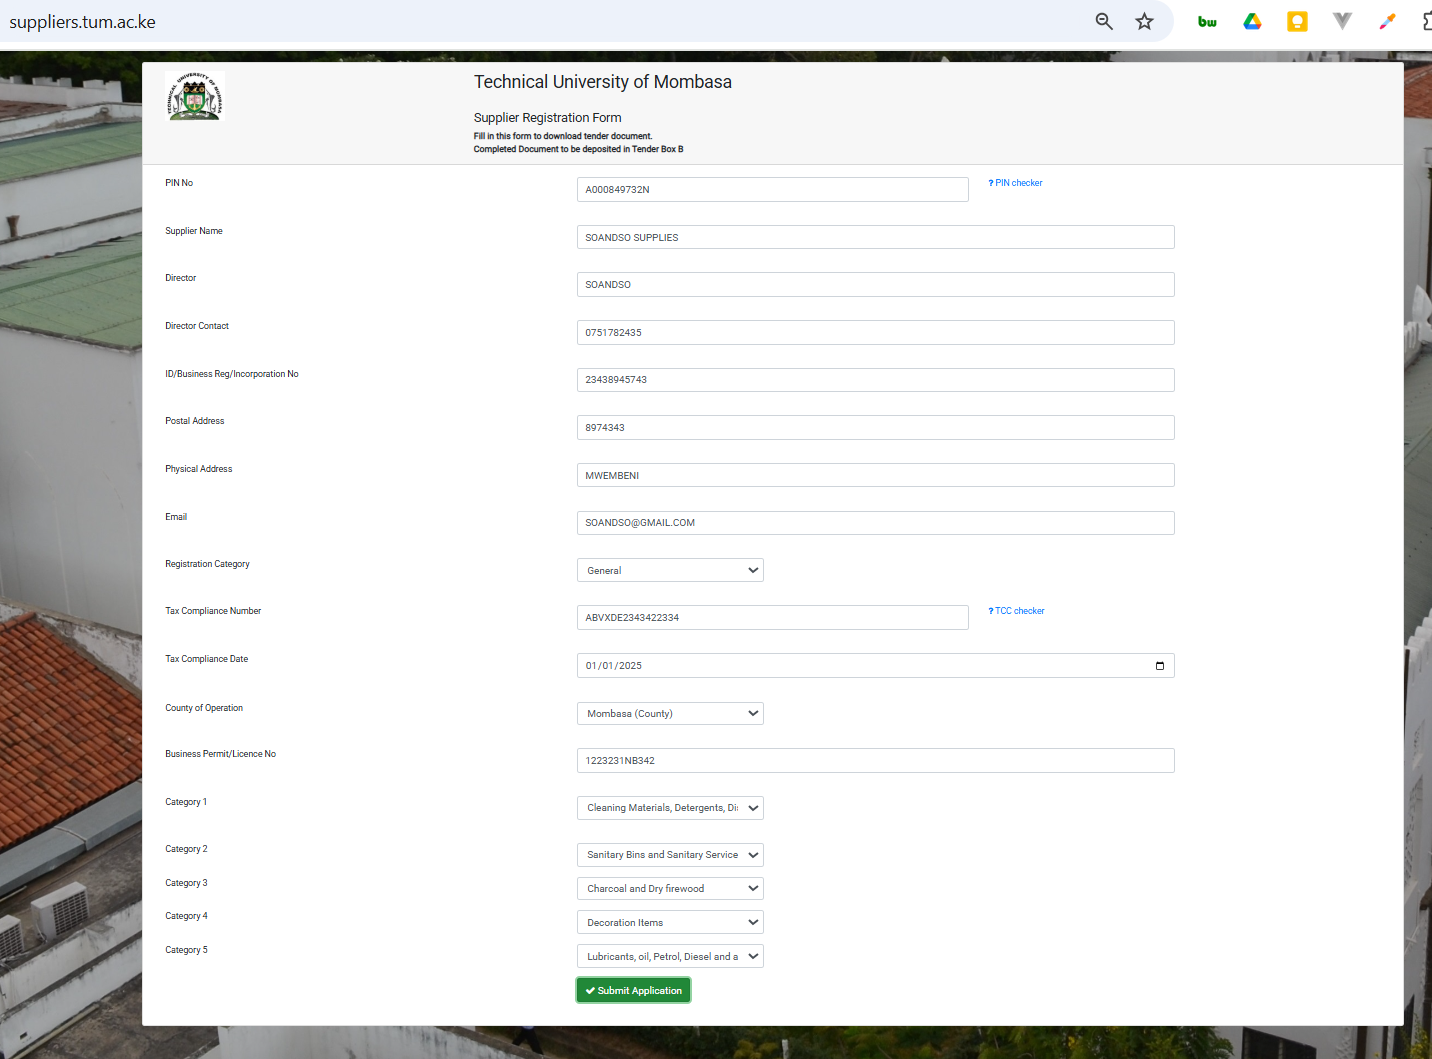 suppliers.tum.ac.ke
bw
TECHNICAL UNIVERSITY OF MOMBASA
Technical University of Mombasa
Supplier Registration Form
Fill in this form to download tender document.
Completed Document to be deposited in Tender Box B
PIN No
A000849732N
? PIN checker
Supplier Name
SOANDSO SUPPLIES
Director
SOANDSO
Director Contact
0751782435
ID/Business Reg/Incorporation No
23438945743
Postal Address
8974343
Physical Address
MWEMBENI
Email
SOANDSO@GMAIL.COM
Registration Category
General
Tax Compliance Number
ABVXDE2343422334
? TCC checker
Tax Compliance Date
01/01/2025
County of Operation
Mombasa (County)
Business Permit/Licence No
1223231NB342
Category 1
Cleaning Materials, Detergents, Di
Category 2
Sanitary Bins and Sanitary Service
Category 3
Charcoal and Dry firewood
Category 4
Decoration Items
Category 5
Lubricants, oil, Petrol, Diesel and a
Submit Application